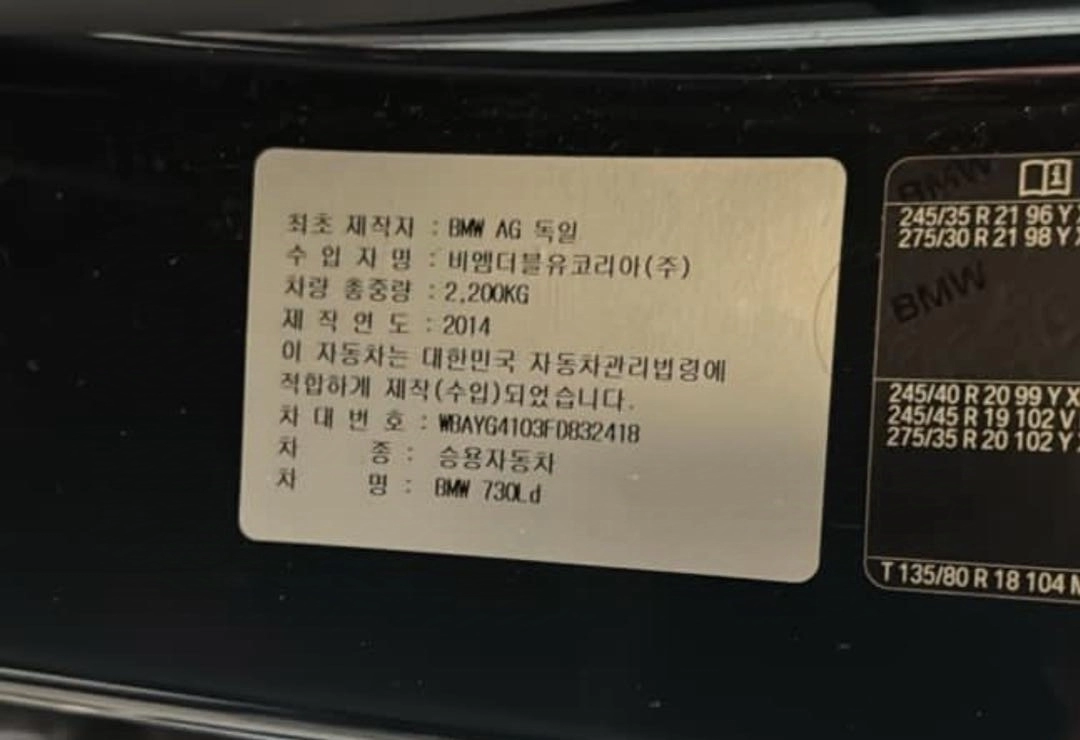 최초 제작자 : BMW AG 독일
수 입 자 명 : 비엠더블유코리아(주)
차량 총중량 : 2,200KG
제 작 연 도 : 2014
이 자동차는 대한민국 자동차관리법령에
적합하게 제작(수입)되었습니다.
차 대 번 호 : WBAYG4103FD832418
차 종 : 승용자동차
차 명 : BMW 730Ld
BMW
245/35 R 21 96 Y X
275/30 R 21 98 Y X
BMW
245/40 R 20 99 Y X
245/45 R 19 102 V
275/35 R 20 102 Y
T 135/80 R 18 104 M